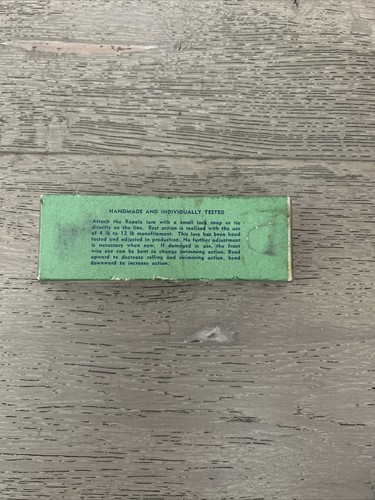 HANDMADE AND INDIVIDUALLY TESTED
Attach the Rapala lure with a small lock snap or tie
directly on the line. Best action is realized with the use
of 4 lb to 12 lb monofilament. This lure has been hand
tested and adjusted in production. No further adjustment
is necessary when new. If damaged in use, the front
wire eye can be bent to change swimming action. Bend
upward to decrease rolling and swimming action, bend
downward to increase action.